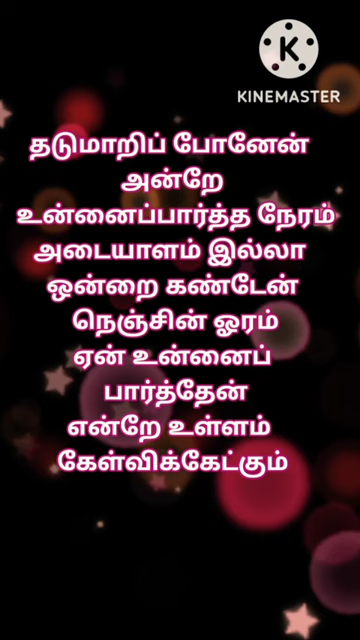 KINEMASTER
தடுமாறிப் போனேன்
அன்றே
உன்னைப்பார்த்த நேரம்
அடையாளம் இல்லா
ஒன்றை கண்டேன்
நெஞ்சின் ஓரம்
ஏன் உன்னைப்
பார்த்தேன்
என்றே உள்ளம்
கேள்விக்கேட்கும்